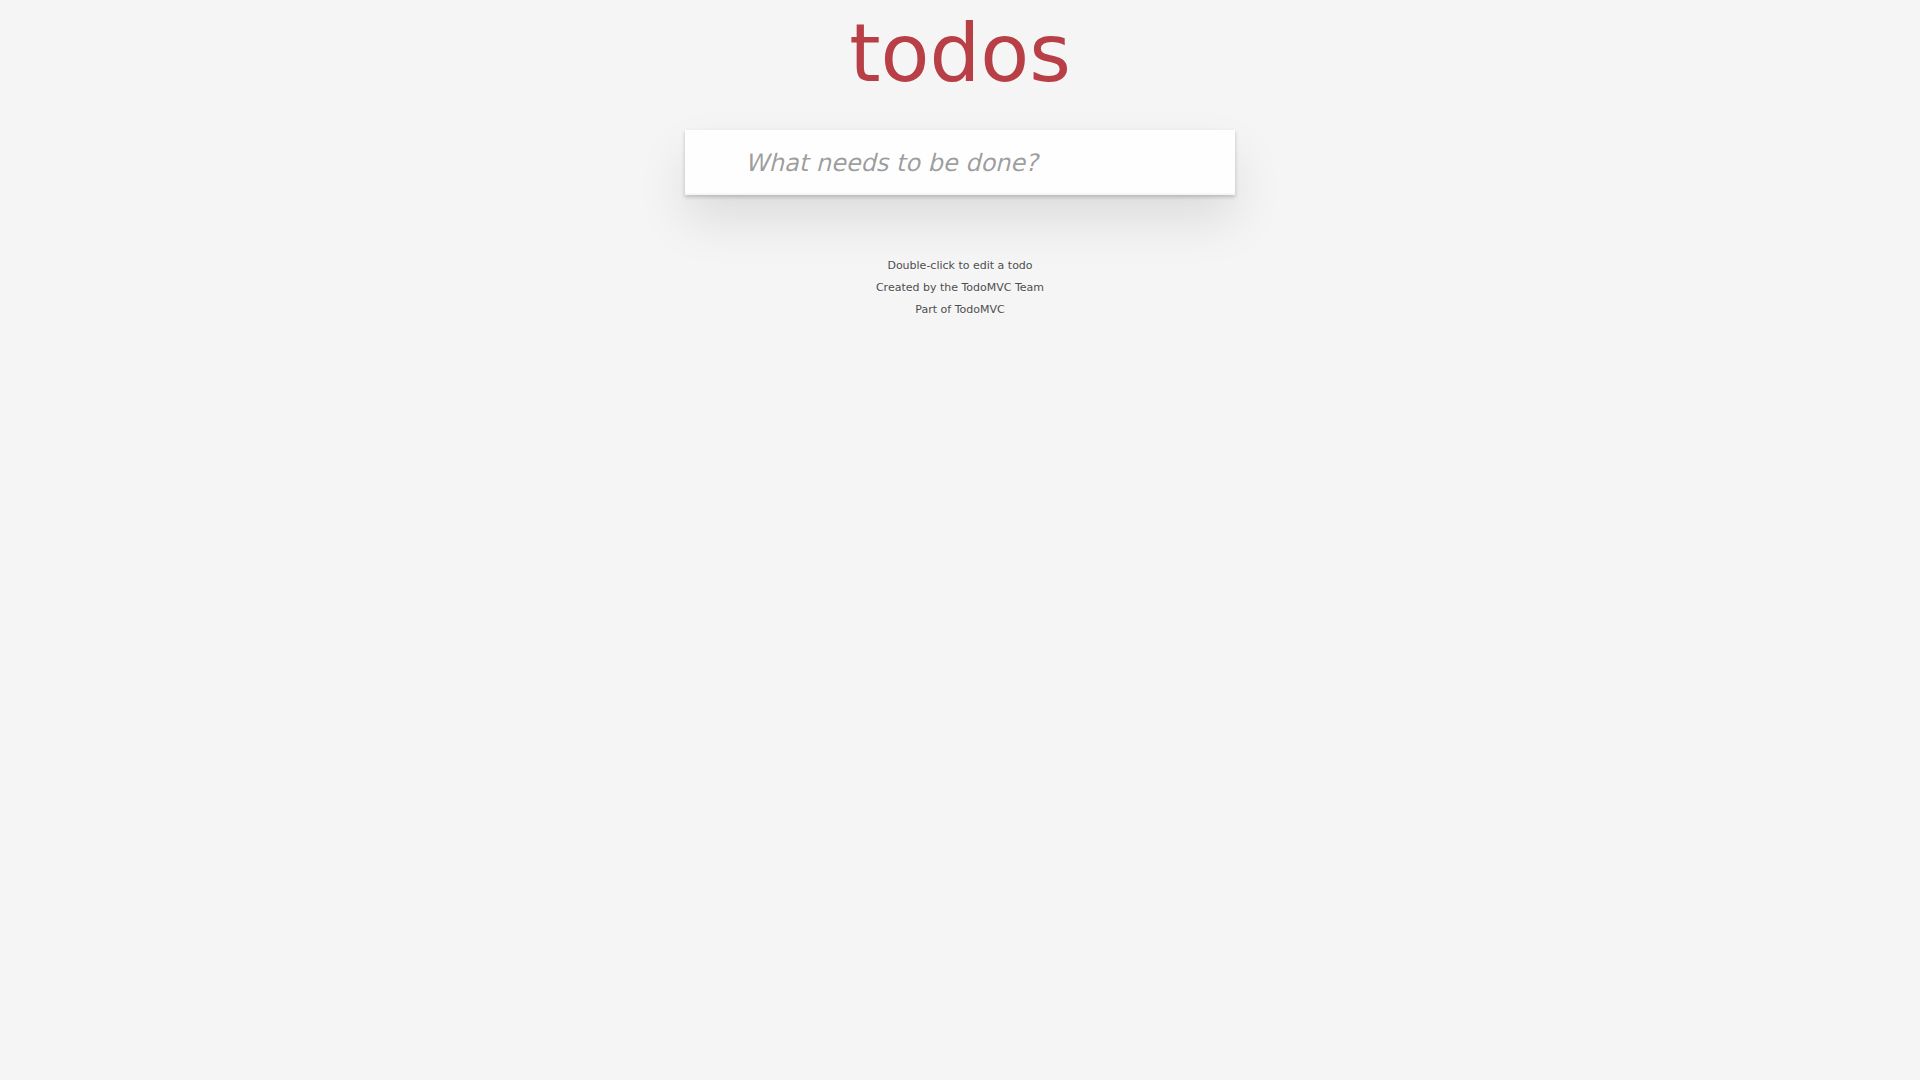 todos
What needs to be done?
Double-click to edit a todo
Created by the TodoMVC Team
Part of TodoMVC